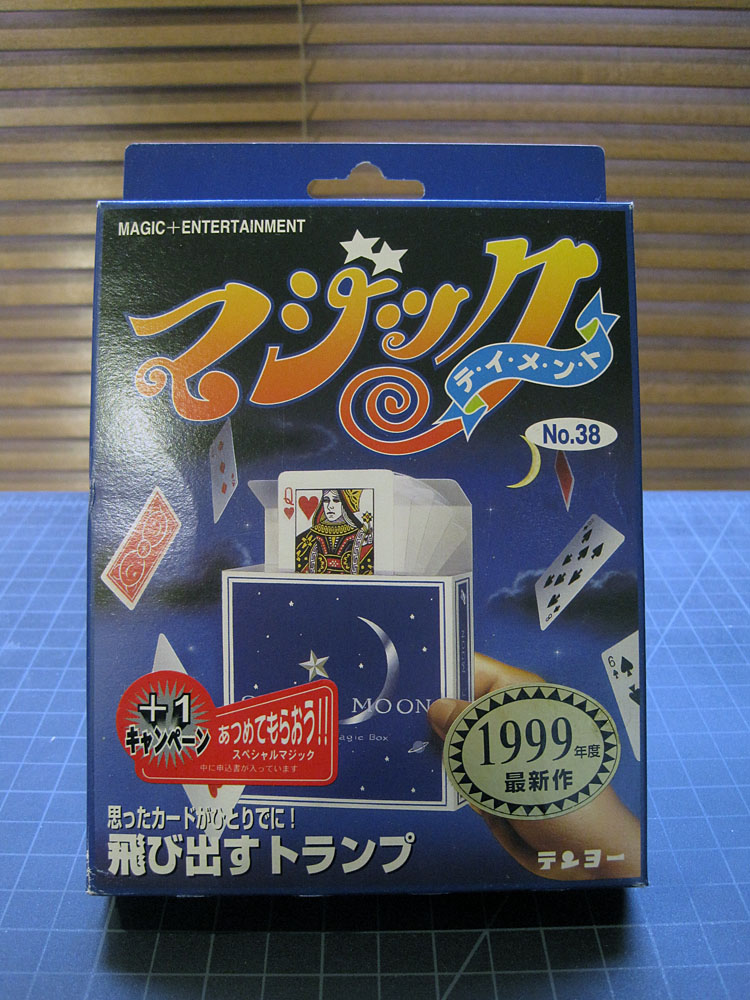 MAGIC+ENTERTAINMENT
マジック
テ・イ・メ・ン・ト
No.38
Q
MOON
agic Box
+1
キャンペーン
あつめてもらおう!!
スペシャルマジック
中に申込書が入っています
1999年度
最新作
6
思ったカードがひとりでに!
飛び出すトランプ
テンヨー